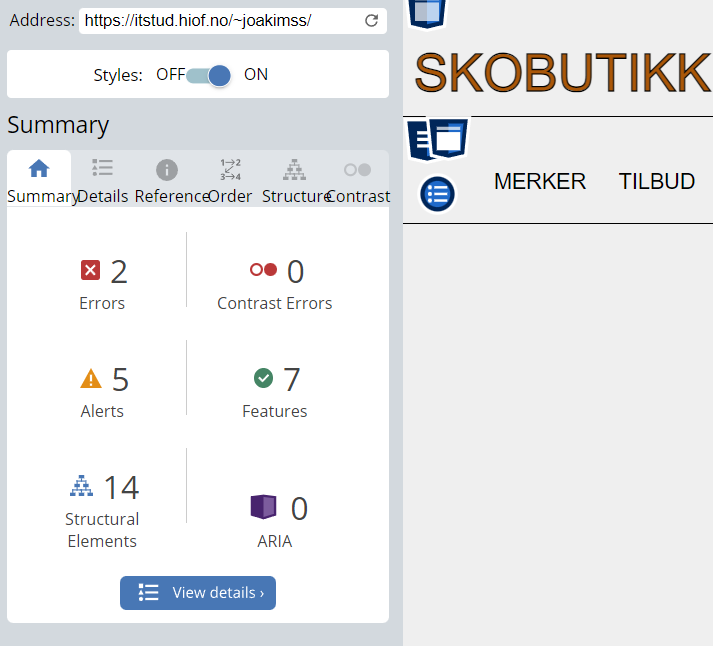 Address: https://itstud.hiof.no/~joakimss/
Styles: OFF ON
Summary
Summary Details Reference Order Structure Contrast
2
Errors
0
Contrast Errors
5
Alerts
7
Features
14
Structural
Elements
0
ARIA
View details ›
SKOBUTIKK
MERKER TILBUD